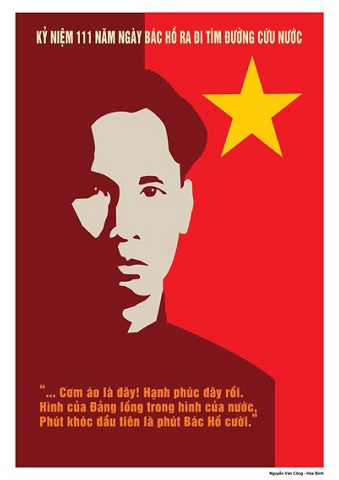 KỶ NIỆM 111 NĂM NGÀY BÁC HỒ RA ĐI TÌM ĐƯỜNG CỨU NƯỚC
“... Cơm áo là đây! Hạnh phúc đây rồi.
Hình của Đảng lồng trong hình của nước,
Phút khóc đầu tiên là phút Bác Hồ cười.”
Nguyễn Văn Công - Hòa Bình